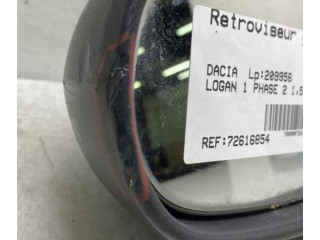 Retroviseur
DACIA Lp:209956
LOGAN 1 PHASE 2 1.5
REF:72616854